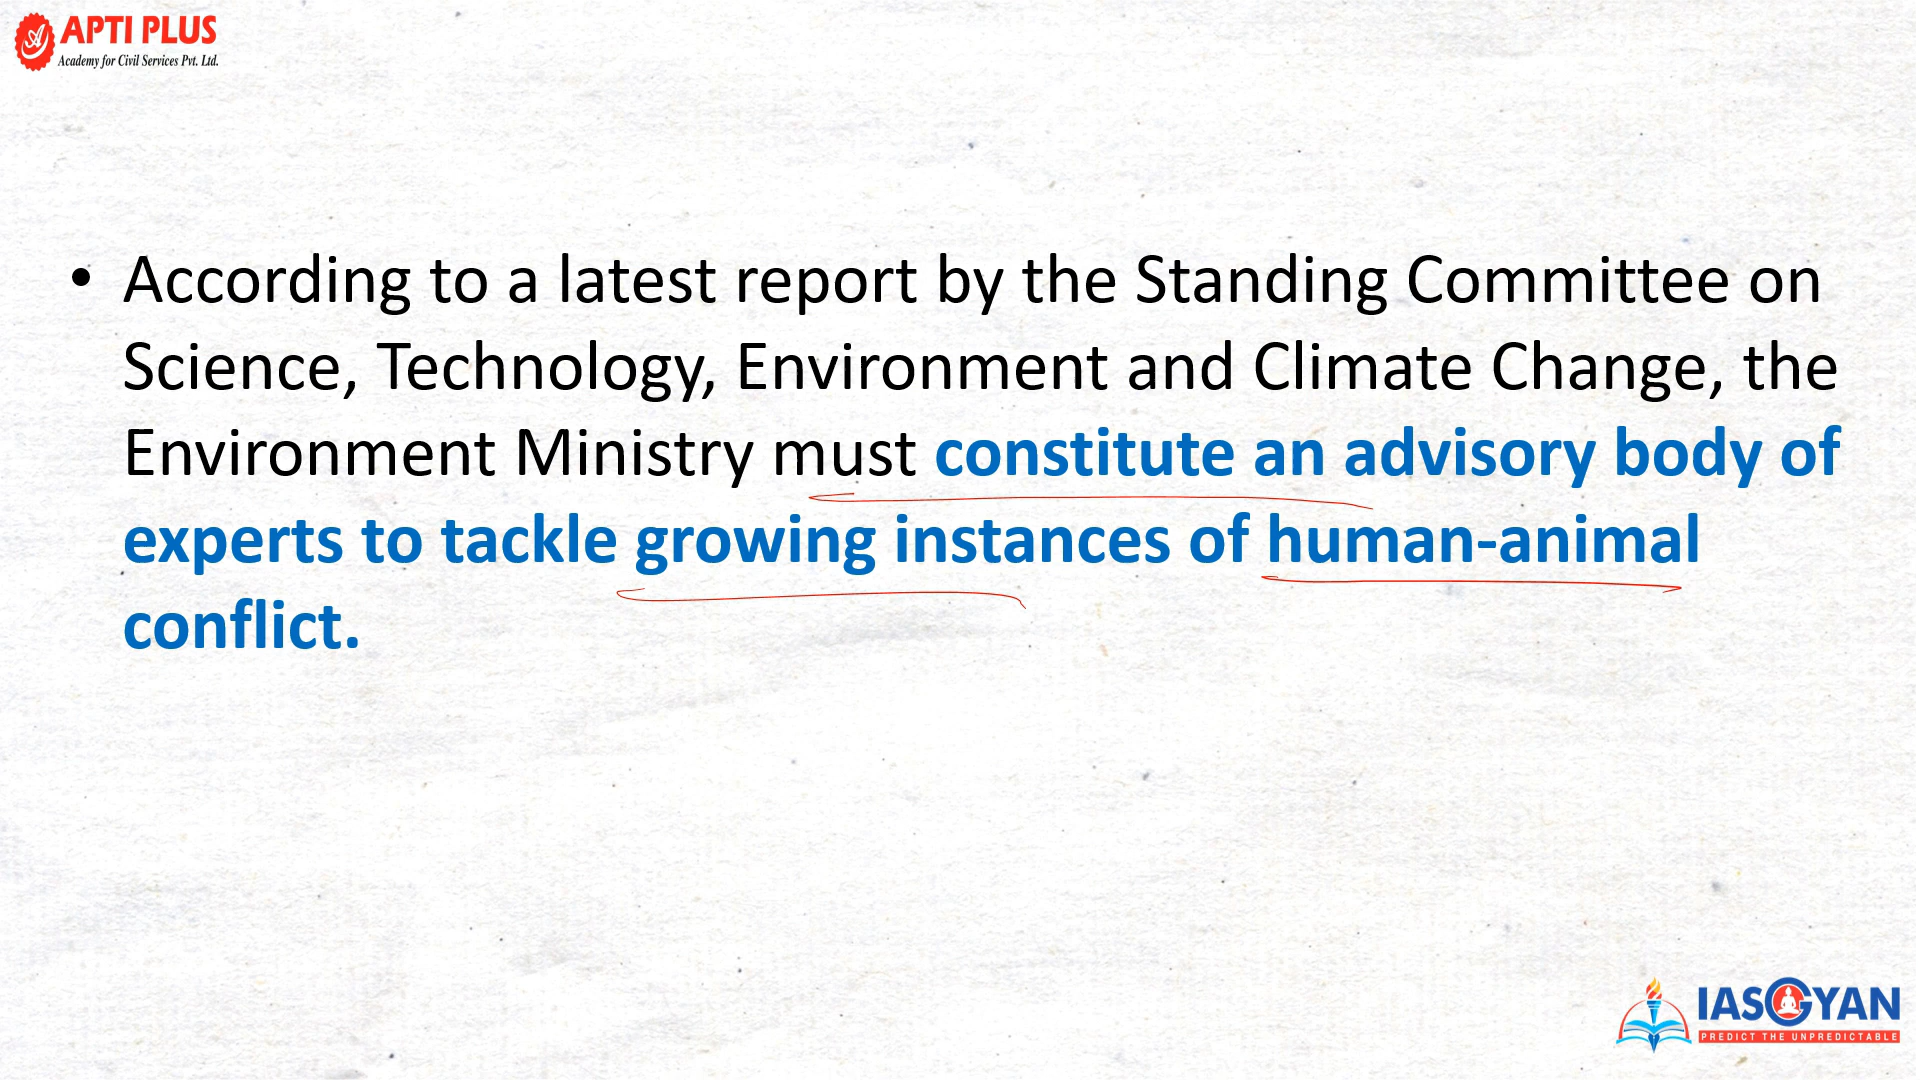 APTI PLUS
Academy for Civil Services Pvt. Ltd.
• According to a latest report by the Standing Committee on
Science, Technology, Environment and Climate Change, the
Environment Ministry must constitute an advisory body of
experts to tackle growing instances of human-animal
conflict.
IASGYAN
PREDICT THE UNPREDICTABLE